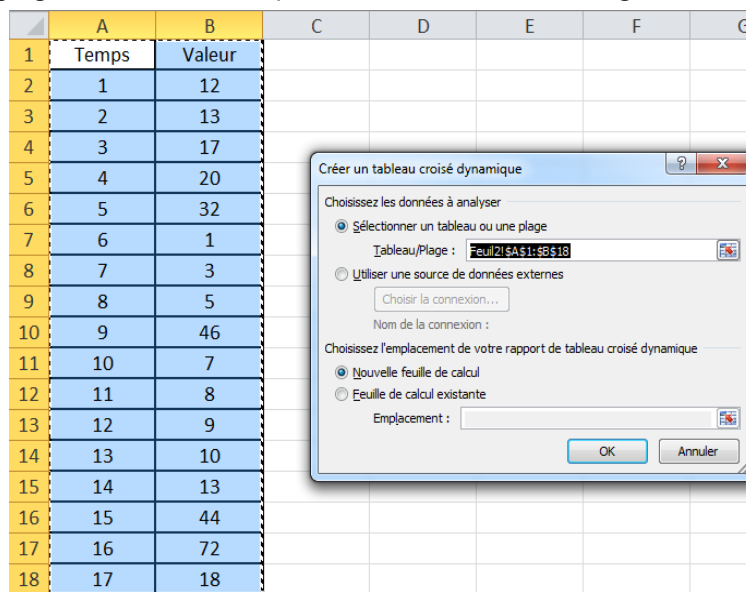 A B C D E F
1 Temps Valeur
2 1 12
3 2 13
4 3 17
5 4 20
6 5 32
7 6 1
8 7 3
9 8 5
10 9 46
11 10 7
12 11 8
13 12 9
14 13 10
15 14 13
16 15 44
17 16 72
18 17 18
Créer un tableau croisé dynamique
Choisissez les données à analyser
Sélectionner un tableau ou une plage
Tableau/Plage : Feuil2!$A$1:$B$18
Utiliser une source de données externes
Choisir la connexion...
Nom de la connexion :
Choisissez l'emplacement de votre rapport de tableau croisé dynamique
Nouvelle feuille de calcul
Feuille de calcul existante
Emplacement :
OK Annuler